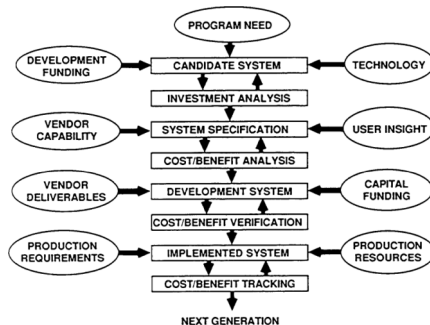 PROGRAM NEED
DEVELOPMENT
FUNDING
CANDIDATE SYSTEM
TECHNOLOGY
INVESTMENT ANALYSIS
VENDOR
CAPABILITY
SYSTEM SPECIFICATION
USER INSIGHT
COST/BENEFIT ANALYSIS
VENDOR
DELIVERABLES
DEVELOPMENT SYSTEM
CAPITAL
FUNDING
COST/BENEFIT VERIFICATION
PRODUCTION
REQUIREMENTS
IMPLEMENTED SYSTEM
PRODUCTION
RESOURCES
COST/BENEFIT TRACKING
NEXT GENERATION